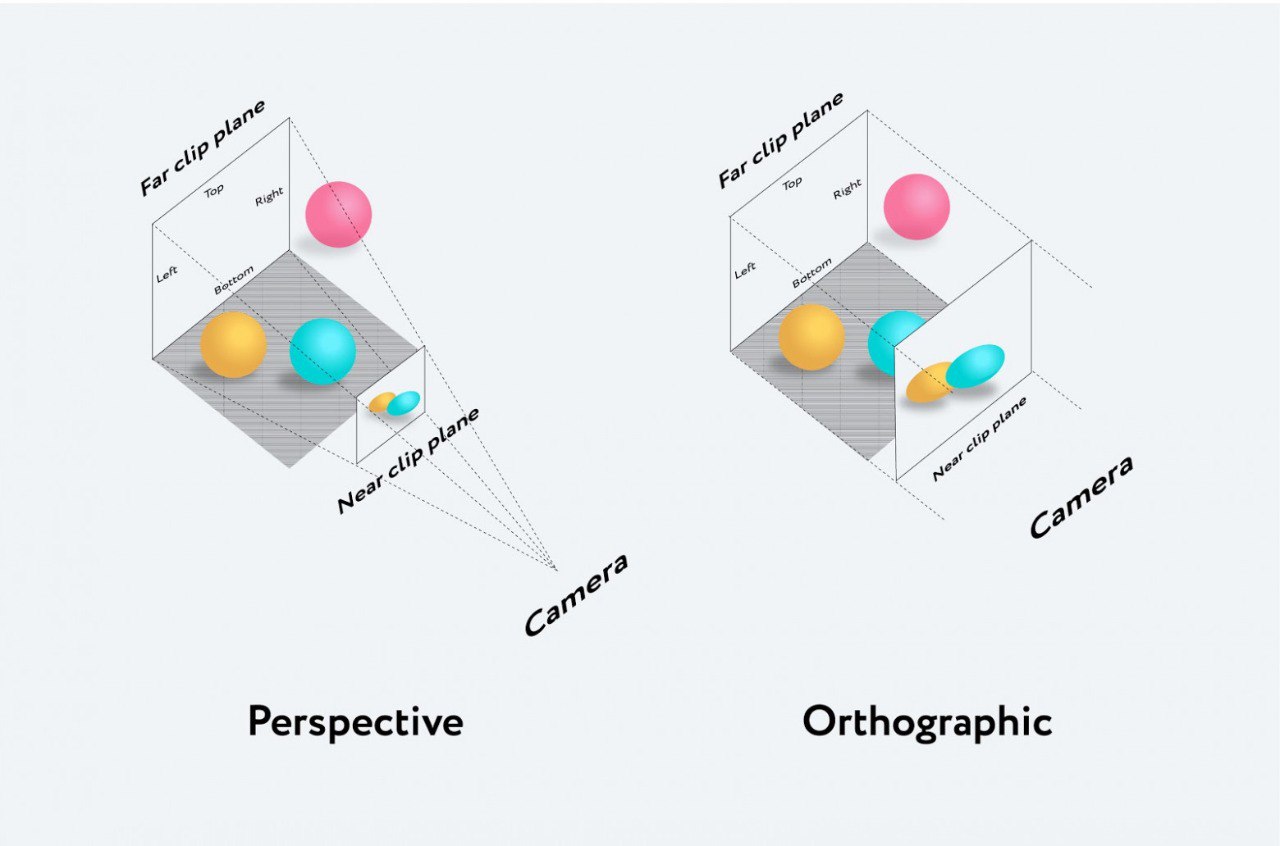 Far clip plane
Top
Right
Left
Bottom
Near clip plane
Camera
Perspective
Far clip plane
Top
Right
Left
Bottom
Near clip plane
Camera
Orthographic